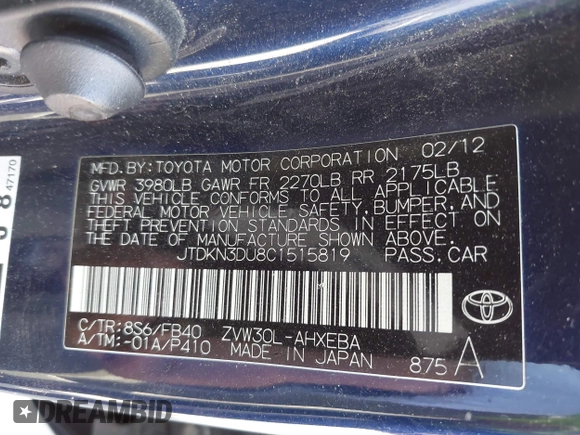 MFD.BY:TOYOTA MOTOR CORPORATION 02/12
GVWR 3980LB GAWR FR 2270LB RR 2175LB
THIS VEHICLE CONFORMS TO ALL APPLICABLE
FEDERAL MOTOR VEHICLE SAFETY,BUMPER,AND
THEFT PREVENTION STANDARDS IN EFFECT ON
THE DATE OF MANUFACTURE SHOWN ABOVE.
JTDKN3DU8C1515819 PASS.CAR
C/TR:8S6/FB40 ZVW30L-AHXEBA
A/TM:-01A/P410 MADE IN JAPAN 875 A
TOYOTA
47170
DREAMBID